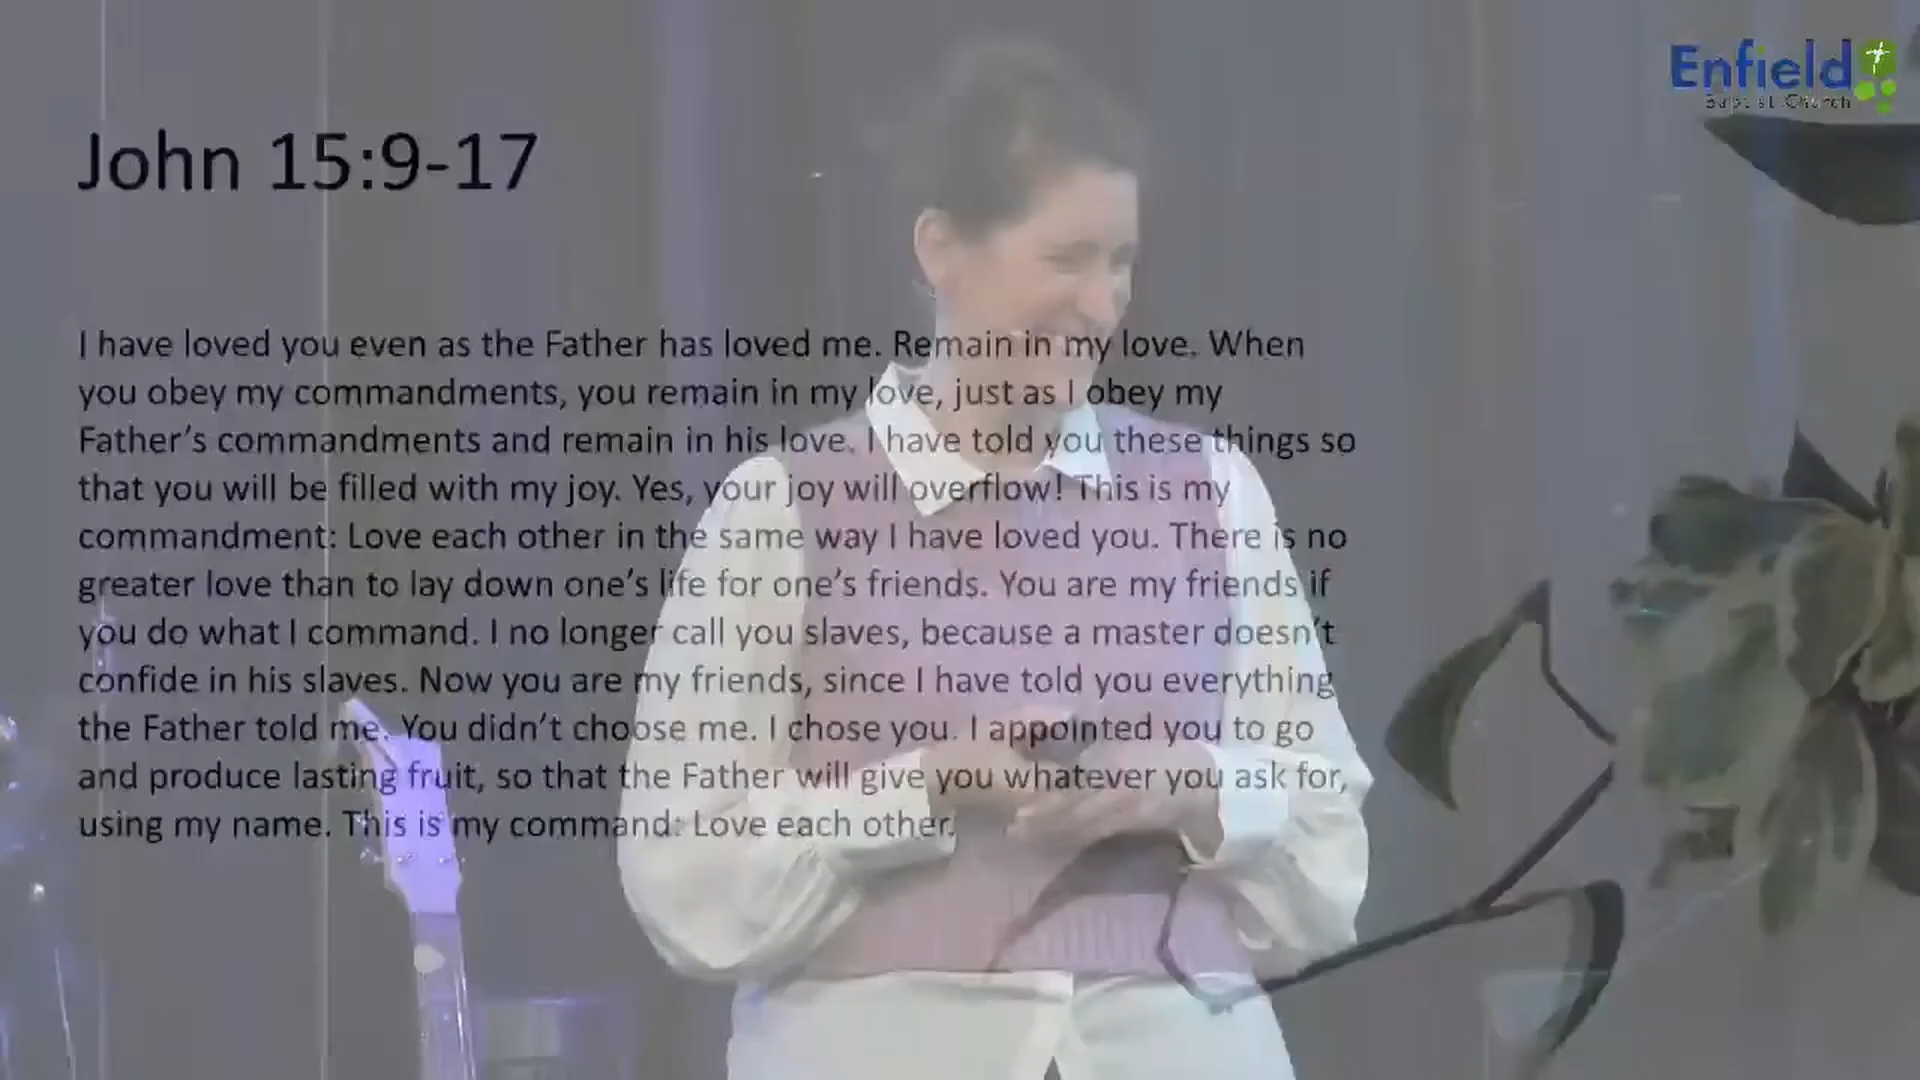 Enfield
Baptist Church
John 15:9-17
I have loved you even as the Father has loved me. Remain in my love. When
you obey my commandments, you remain in my love, just as I obey my
Father’s commandments and remain in his love. I have told you these things so
that you will be filled with my joy. Yes, your joy will overflow! This is my
commandment: Love each other in the same way I have loved you. There is no
greater love than to lay down one’s life for one’s friends. You are my friends if
you do what I command. I no longer call you slaves, because a master doesn’t
confide in his slaves. Now you are my friends, since I have told you everything
the Father told me. You didn’t choose me. I chose you. I appointed you to go
and produce lasting fruit, so that the Father will give you whatever you ask for,
using my name. This is my command: Love each other.